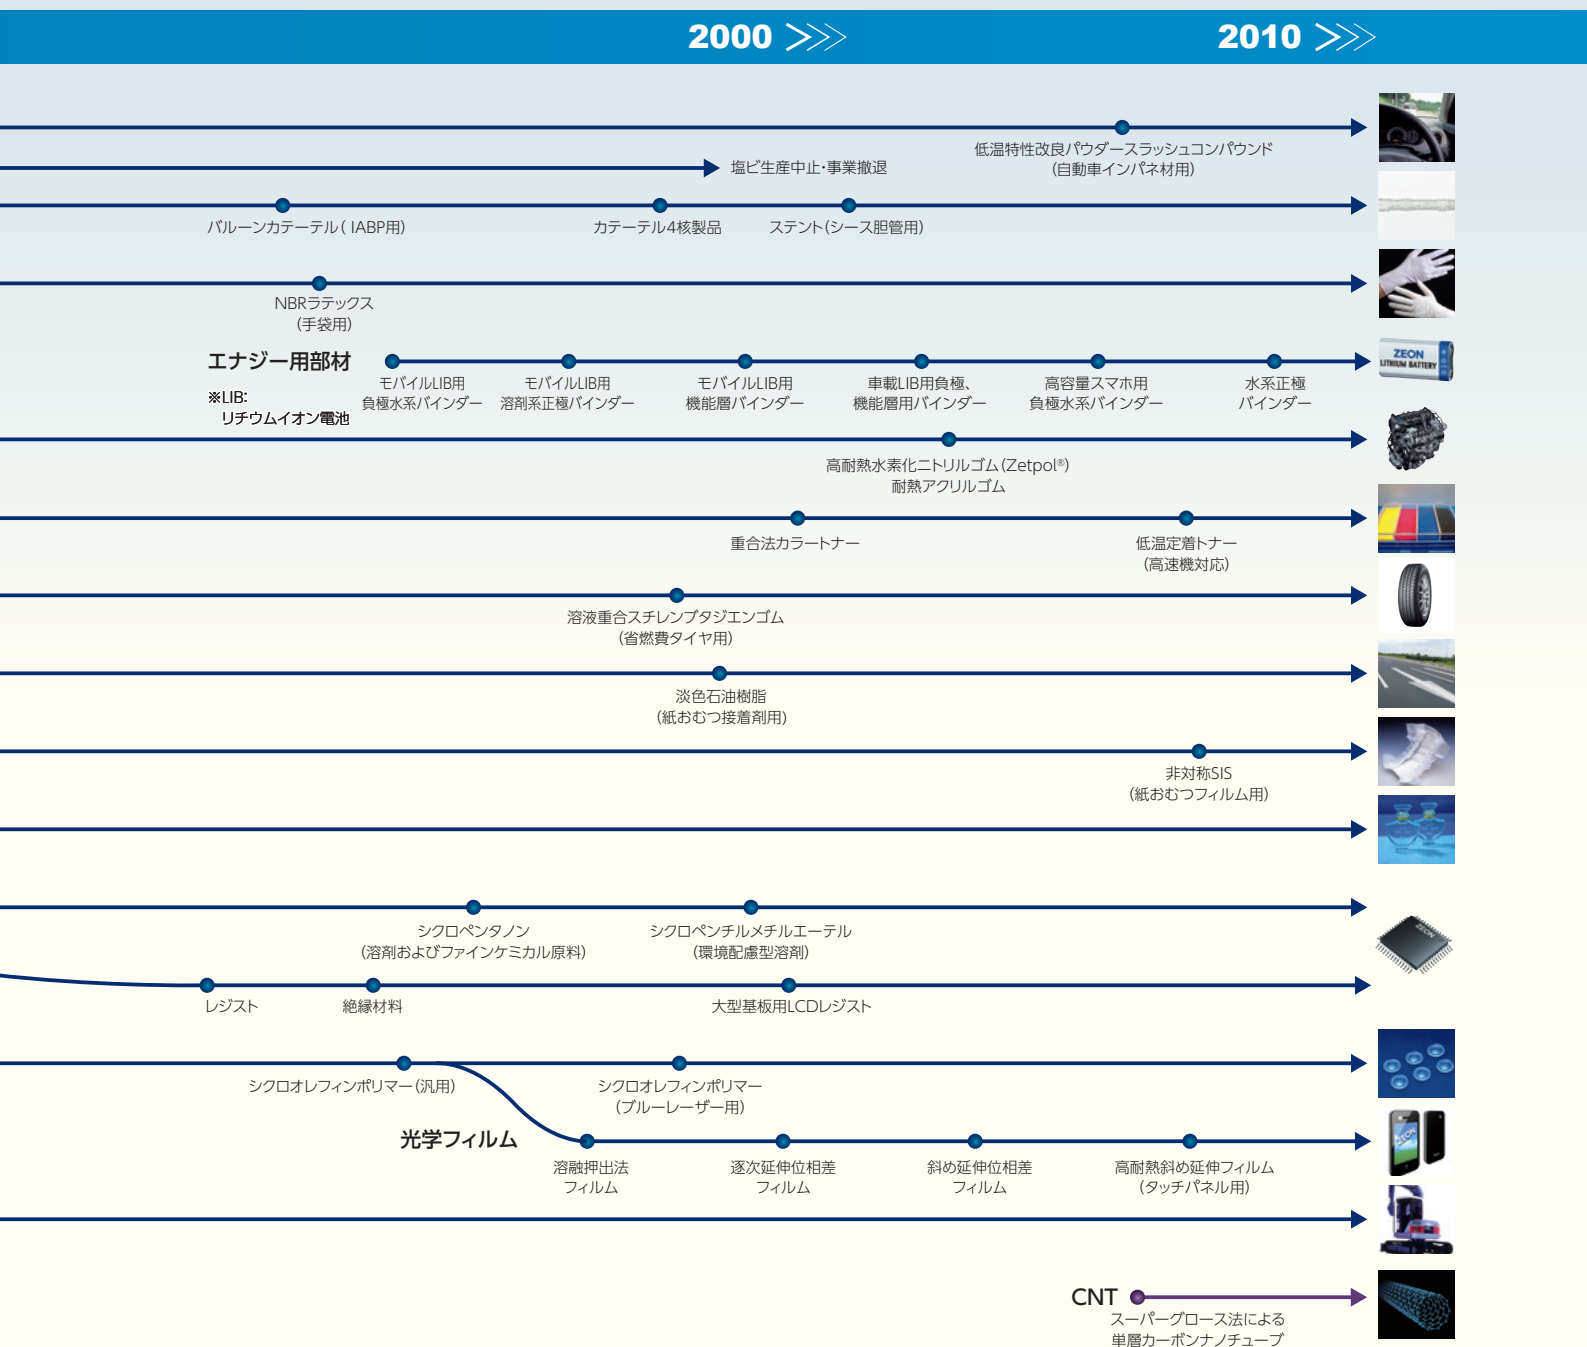 2000
2010
低温特性改良パウダースラッシュコンパウンド
(自動車インパネ材用)
塩ビ生産中止・事業撤退
バルーンカテーテル( IABP用)
カテーテル4核製品
ステント(シース胆管用)
NBRラテックス
(手袋用)
エナジー用部材
※LIB:
リチウムイオン電池
モバイルLIB用
負極水系バインダー
モバイルLIB用
溶剤系正極バインダー
モバイルLIB用
機能層バインダー
車載LIB用負極、
機能層用バインダー
高容量スマホ用
負極水系バインダー
水系正極
バインダー
ZEON
LITHIUM BATTERY
高耐熱水素化ニトリルゴム(Zetpol®)
耐熱アクリルゴム
重合法カラートナー
低温定着トナー
(高速機対応)
溶液重合スチレンブタジエンゴム
(省燃費タイヤ用)
淡色石油樹脂
(紙おむつ接着剤用)
非対称SIS
(紙おむつフィルム用)
シクロペンタノン
(溶剤およびファインケミカル原料)
シクロペンチルメチルエーテル
(環境配慮型溶剤)
ZEON
レジスト
絶縁材料
大型基板用LCDレジスト
シクロオレフィンポリマー(汎用)
シクロオレフィンポリマー
(ブルーレーザー用)
光学フィルム
溶融押出法
フィルム
逐次延伸位相差
フィルム
斜め延伸位相差
フィルム
高耐熱斜め延伸フィルム
(タッチパネル用)
ZEON
CNT
スーパーグロース法による
単層カーボンナノチューブ